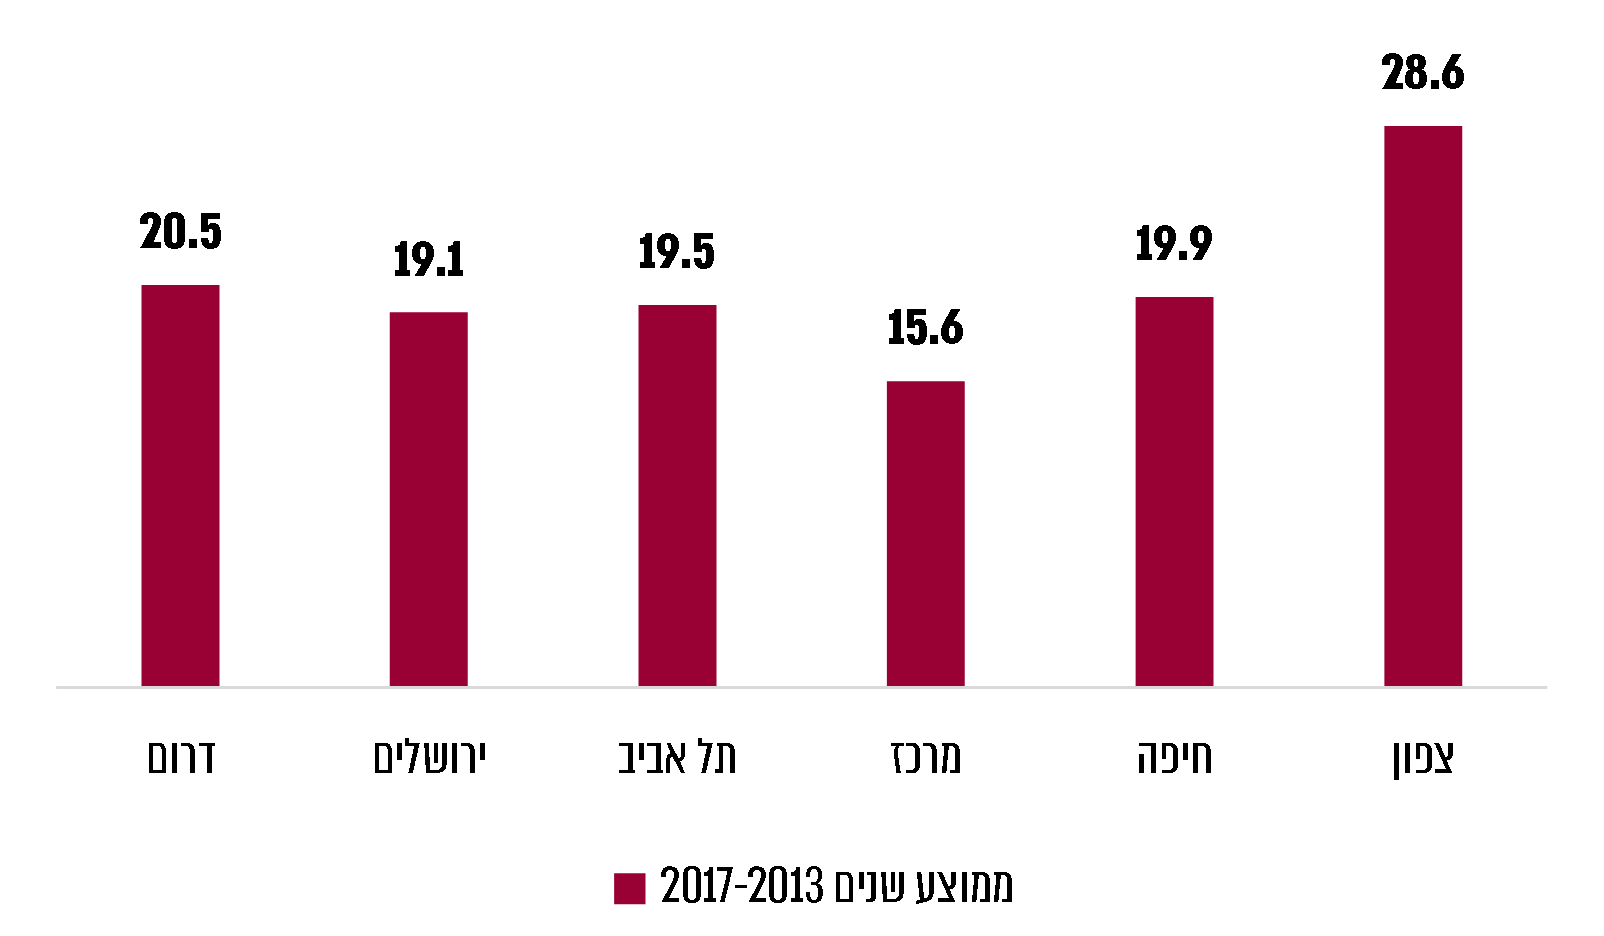 28.6
20.5
19.1
19.5
15.6
19.9
צפון
חיפה
מרכז
תל אביב
ירושלים
דרום
ממוצע שנים 2017-2013